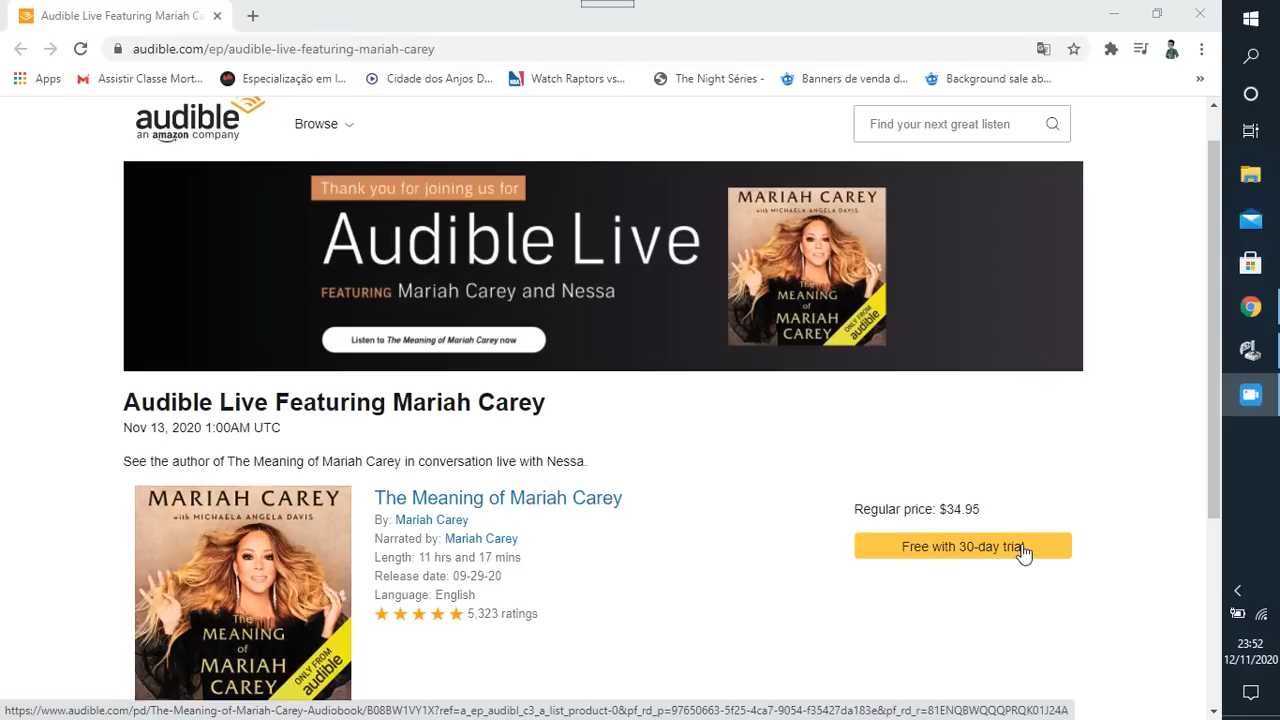 Audible Live Featuring Mariah Ca
audible.com/ep/audible-live-featuring-mariah-carey
Apps
Assistir Classe Mort...
Especialização em I...
Cidade dos Anjos D...
Watch Raptors vs...
The Night Séries -
Banners de venda d...
Background sale ab...
audible
an amazon company
Browse
Find your next great listen
Thank you for joining us for
Audible Live
FEATURING Mariah Carey and Nessa
Listen to The Meaning of Mariah Carey now
MARIAH CAREY
with MICHAELA ANGELA DAVIS
The
MEANING
of
MARIAH
CAREY
ONLY FROM
audible
Audible Live Featuring Mariah Carey
Nov 13, 2020 1:00AM UTC
See the author of The Meaning of Mariah Carey in conversation live with Nessa.
MARIAH CAREY
with MICHAELA ANGELA DAVIS
The
MEANING
of
MARIAH
CAREY
ONLY FROM
audible
The Meaning of Mariah Carey
By: Mariah Carey
Narrated by: Mariah Carey
Length: 11 hrs and 17 mins
Release date: 09-29-20
Language: English
5,323 ratings
Regular price: $34.95
Free with 30-day trial
https://www.audible.com/pd/The-Meaning-of-Mariah-Carey-Audiobook/B08BW1VY1X?ref=a_ep_audibl_c3_a_list_product-0&pf_rd_p=97650663-5f25-4ca7-9054-f35427da183e&pf_rd_r=81ENQBWQQQPRQK01J24A
23:52
12/11/2020